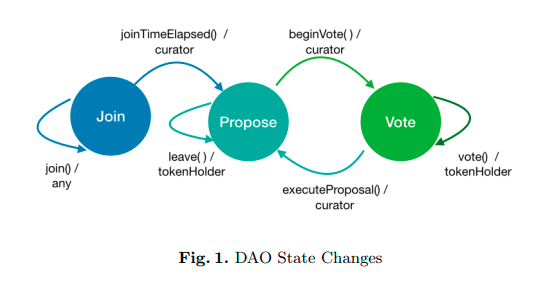 joinTimeElapsed() /
curator
beginVote( ) /
curator
Join
Propose
Vote
join() /
any
leave( ) /
tokenHolder
vote() /
tokenHolder
executeProposal() /
curator
Fig. 1. DAO State Changes